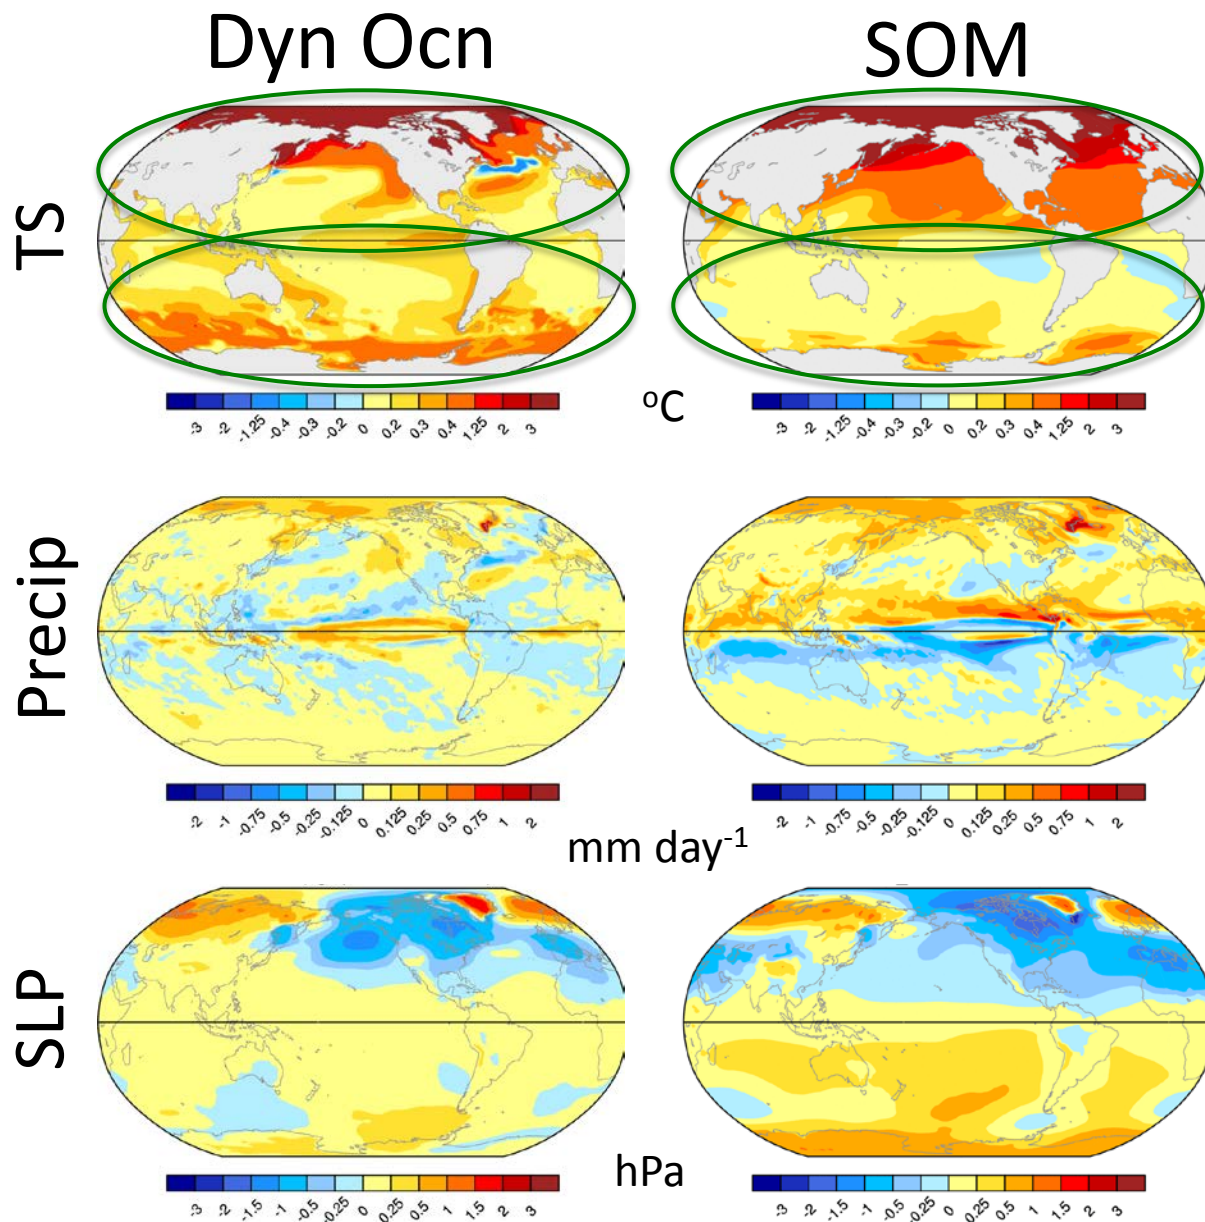 Dyn Ocn
SOM
TS
-3 -2 -1.25 -0.4 -0.3 -0.2 0 0.2 0.3 0.4 1.25 2 3
oC
-3 -2 -1.25 -0.4 -0.3 -0.2 0 0.2 0.3 0.4 1.25 2 3
Precip
-2 -1 -0.75 -0.5 -0.25 -0.125 0 0.125 0.25 0.5 0.75 1 2
-2 -1 -0.75 -0.5 -0.25 -0.125 0 0.125 0.25 0.5 0.75 1 2
mm day-1
SLP
hPa
-3 -2 -1.5 -1 -0.5 -0.25 0 0.25 0.5 1 1.5 2 3
-3 -2 -1.5 -1 -0.5 -0.25 0 0.25 0.5 1 1.5 2 3